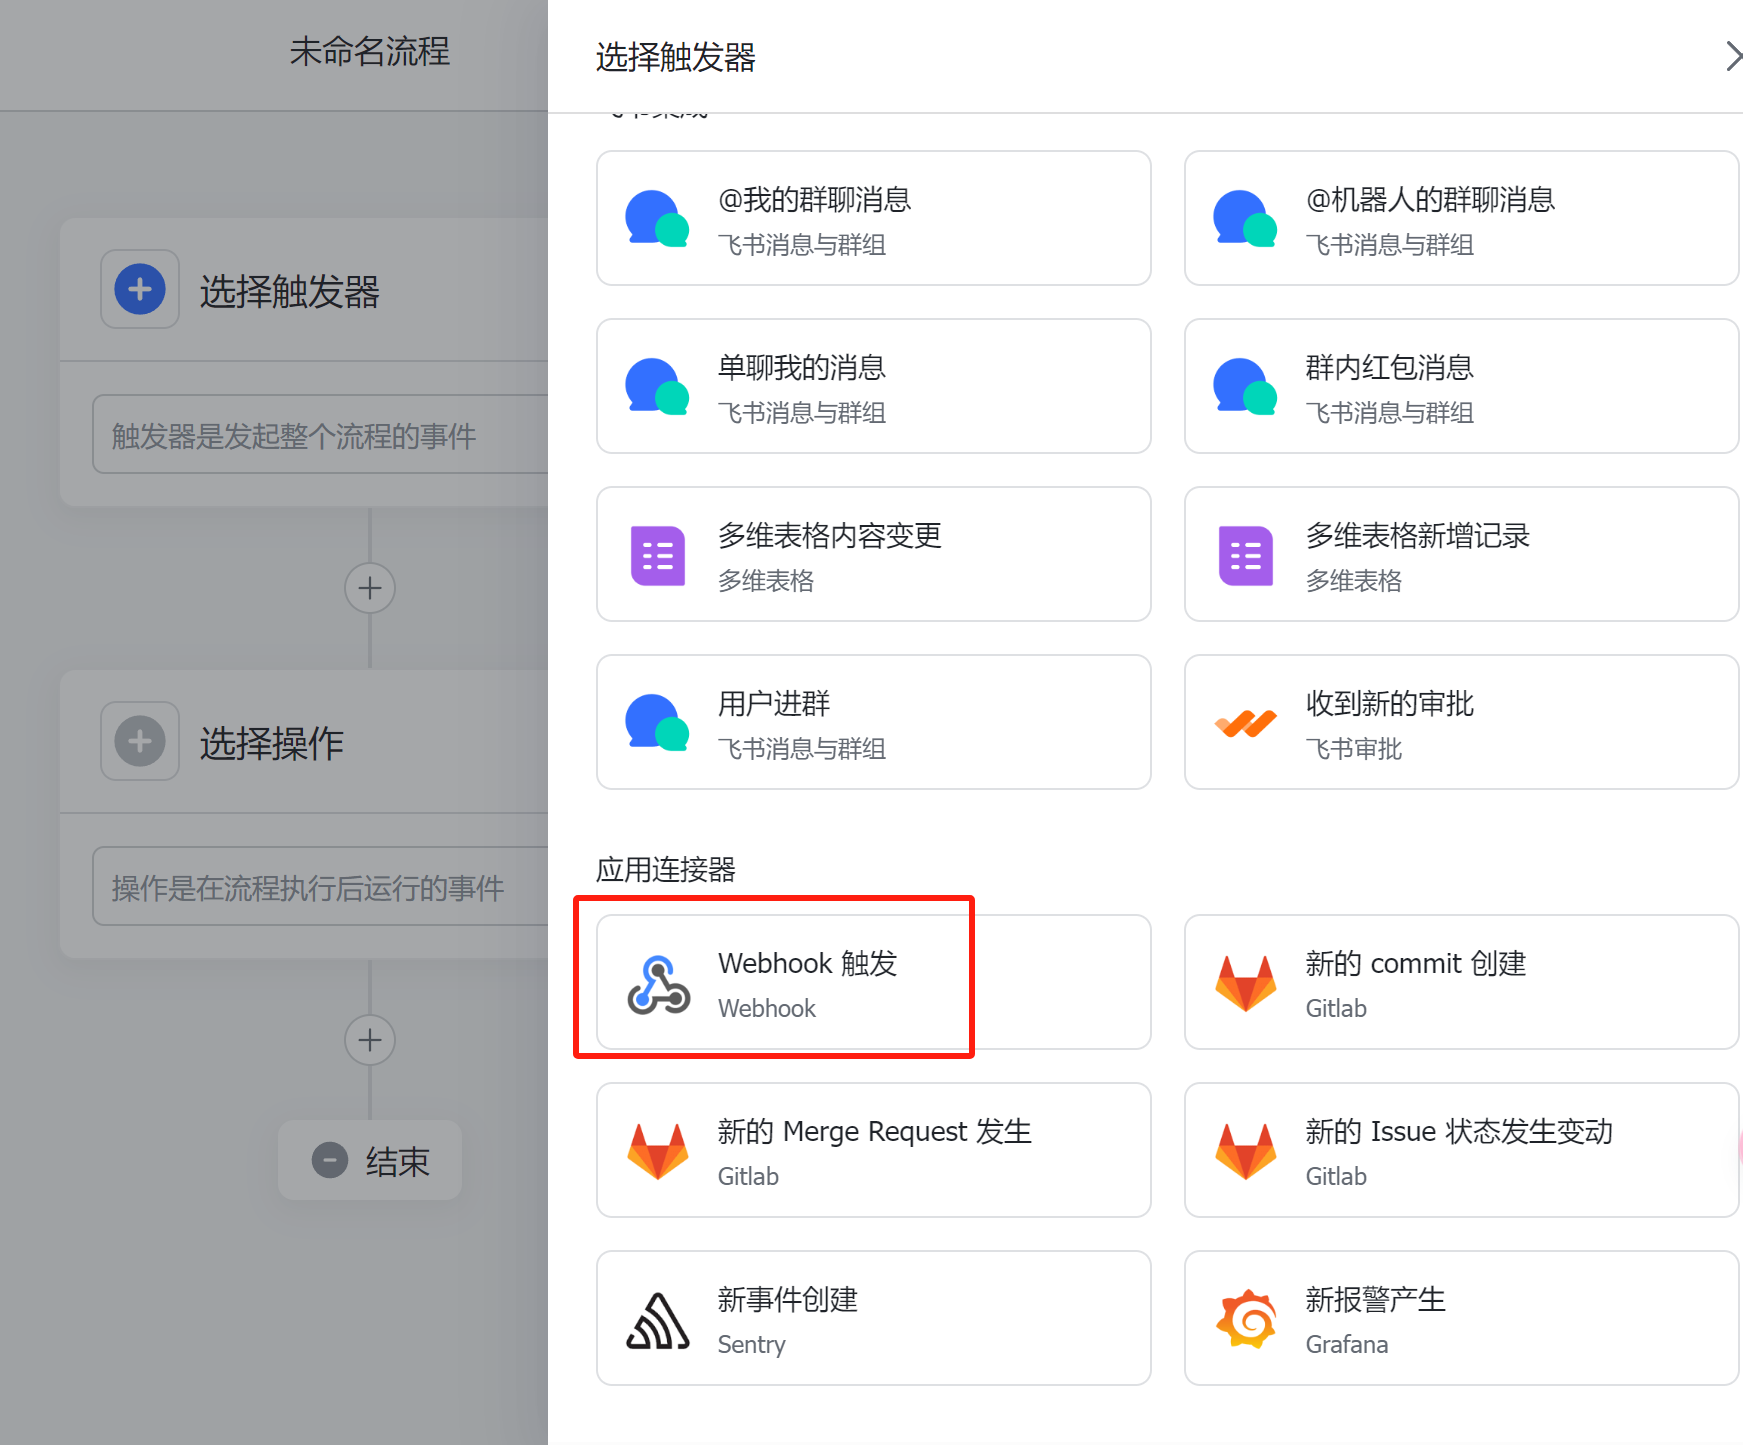 未命名流程
选择触发器
触发器是发起整个流程的事件
选择操作
操作是在流程执行后运行的事件
结束
选择触发器
@我的群聊消息
飞书消息与群组
@机器人的群聊消息
飞书消息与群组
单聊我的消息
飞书消息与群组
群内红包消息
飞书消息与群组
多维表格内容变更
多维表格
多维表格新增记录
多维表格
用户进群
飞书消息与群组
收到新的审批
飞书审批
应用连接器
Webhook 触发
Webhook
新的 commit 创建
Gitlab
新的 Merge Request 发生
Gitlab
新的 Issue 状态发生变动
Gitlab
新事件创建
Sentry
新报警产生
Grafana